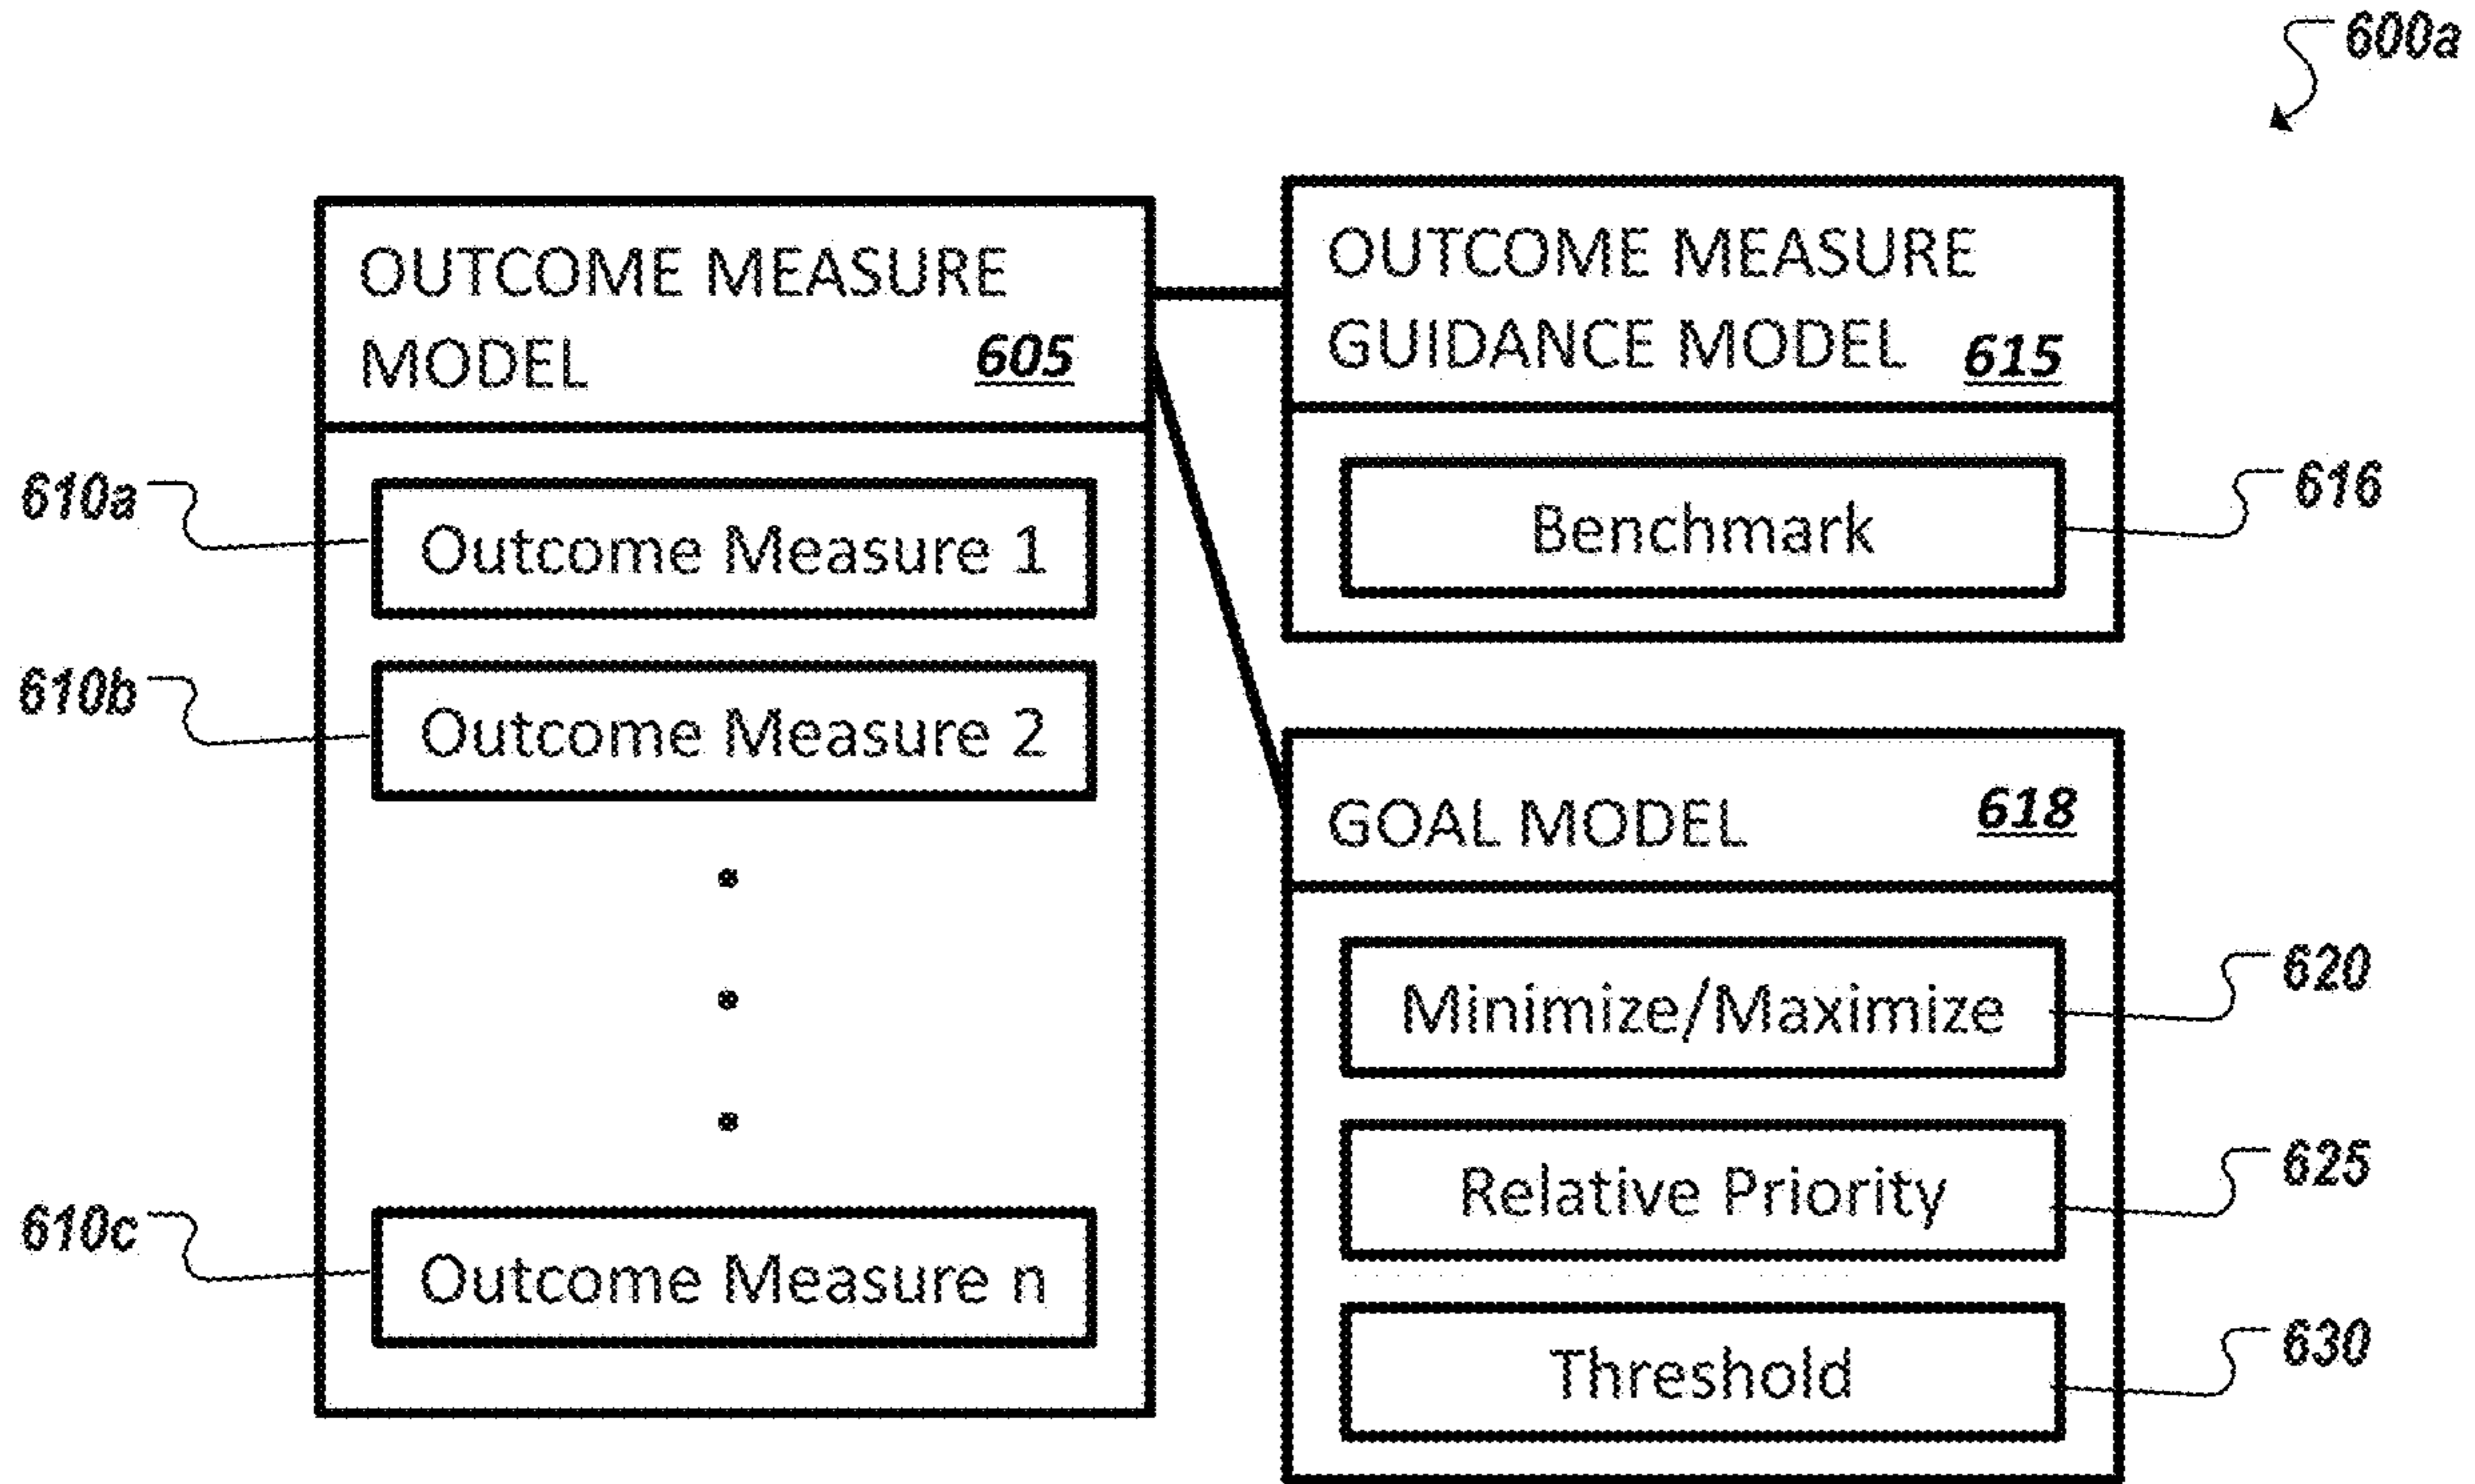 600a
OUTCOME MEASURE
MODEL 605
610a
Outcome Measure 1
610b
Outcome Measure 2
610c
Outcome Measure n
OUTCOME MEASURE
GUIDANCE MODEL 615
Benchmark
616
GOAL MODEL 618
Minimize/Maximize
620
Relative Priority
625
Threshold
630